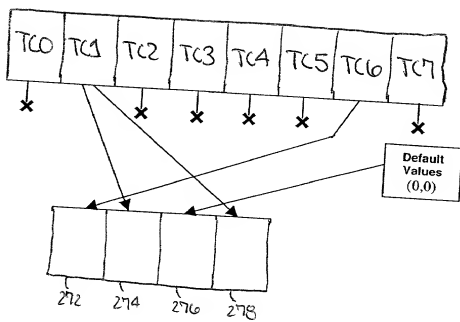 TC0 TC1 TC2 TC3 TC4 TC5 TC6 TC7
Default
Values
(0,0)
272 274 276 278